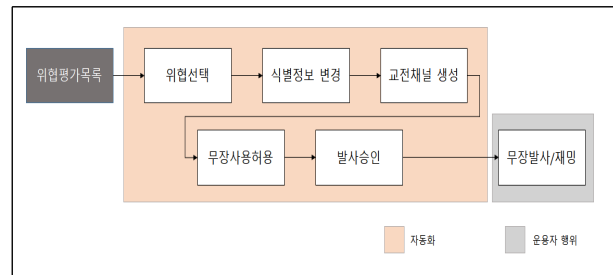 위협평가목록
위협선택
식별정보 변경
교전채널 생성
무장사용허용
발사승인
무장발사/재밍
자동화
운용자 행위